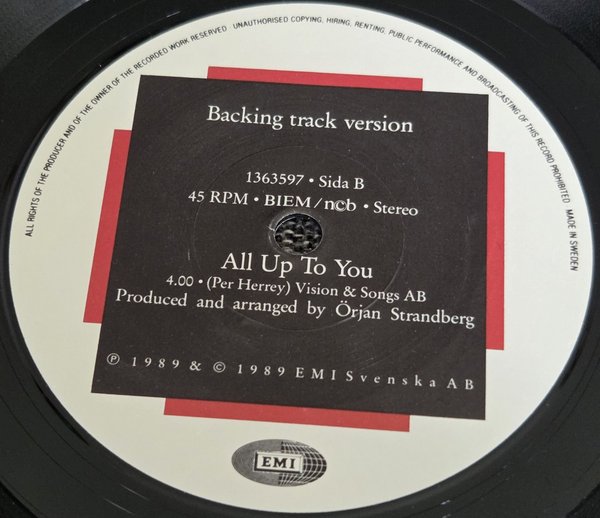 ALL RIGHTS OF THE PRODUCER AND OF THE OWNER OF THE RECORDED WORK RESERVED UNAUTHORISED COPYING, HIRING, RENTING, PUBLIC PERFORMANCE AND BROADCASTING OF THIS RECORD PROHIBITED MADE IN SWEDEN
Backing track version
1363597 • Sida B
45 RPM • BIEM/ncb • Stereo
All Up To You
4.00 • (Per Herrey) Vision & Songs AB
Produced and arranged by Örjan Strandberg
℗ 1989 & © 1989 EMI Svenska AB
EMI